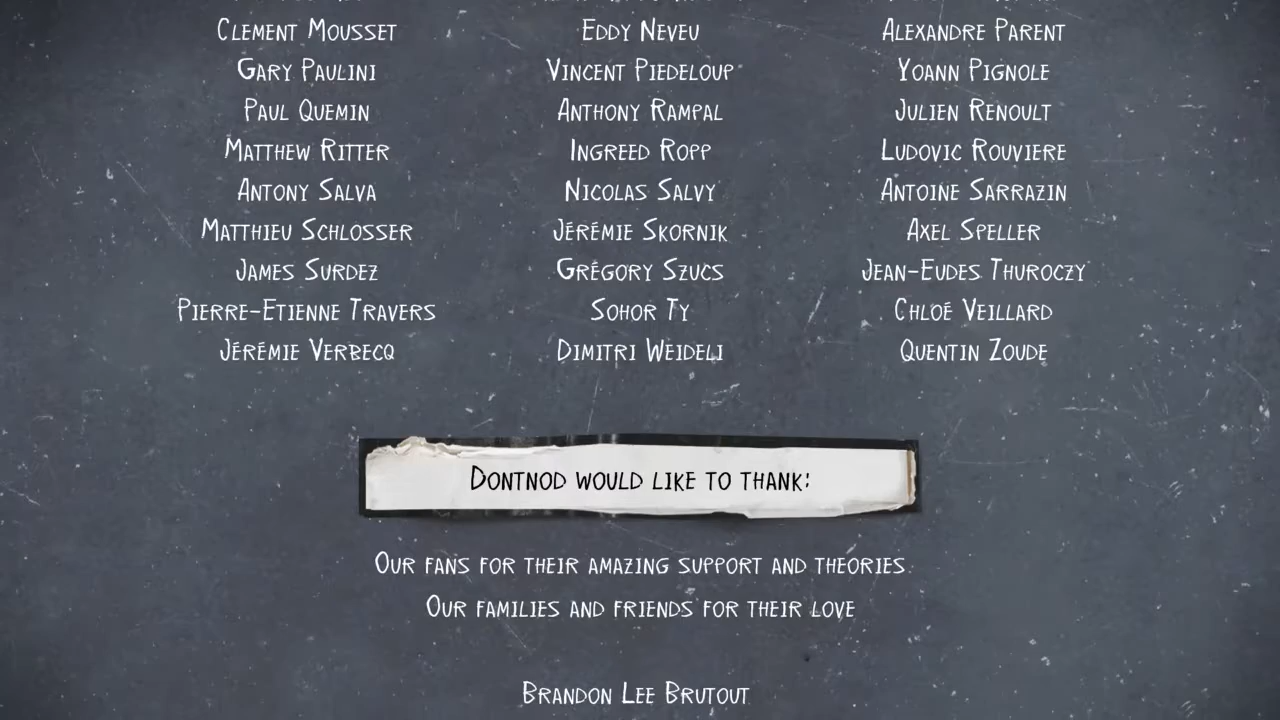 Clement Mousset Eddy Neveu Alexandre Parent
Gary Paulini Vincent Piedeloup Yoann Pignole
Paul Quemin Anthony Rampal Julien Renoult
Matthew Ritter Ingreed Ropp Ludovic Rouviere
Antony Salva Nicolas Salvy Antoine Sarrazin
Matthieu Schlosser Jérémie Skornik Axel Speller
James Surdez Grégory Szucs Jean-Eudes Thuroczy
Pierre-Etienne Travers Sohor Ty Chloé Veillard
Jérémie Verbecq Dimitri Weideli Quentin Zoude
Dontnod would like to thank:
Our fans for their amazing support and theories
Our families and friends for their love
Brandon Lee Brutout